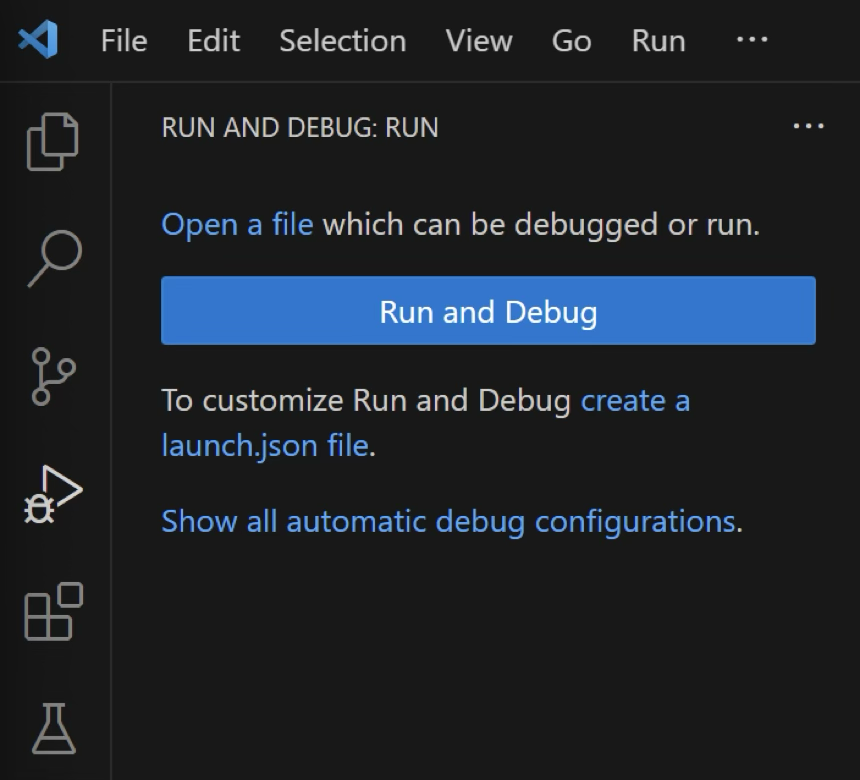 File Edit Selection View Go Run ...
RUN AND DEBUG: RUN ...
Open a file which can be debugged or run.
Run and Debug
To customize Run and Debug create a
launch.json file.
Show all automatic debug configurations.